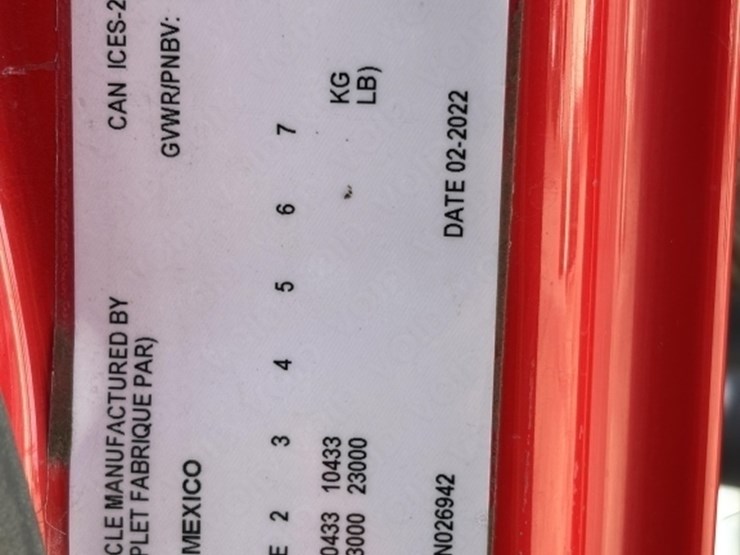 CLE MANUFACTURED BY CAN ICES-2
PLET FABRIQUE PAR) GVWR/PNBV:
MEXICO
E 2 3 4 5 6 7
0433 10433 KG
3000 23000 LB)
N026942 DATE 02-2022